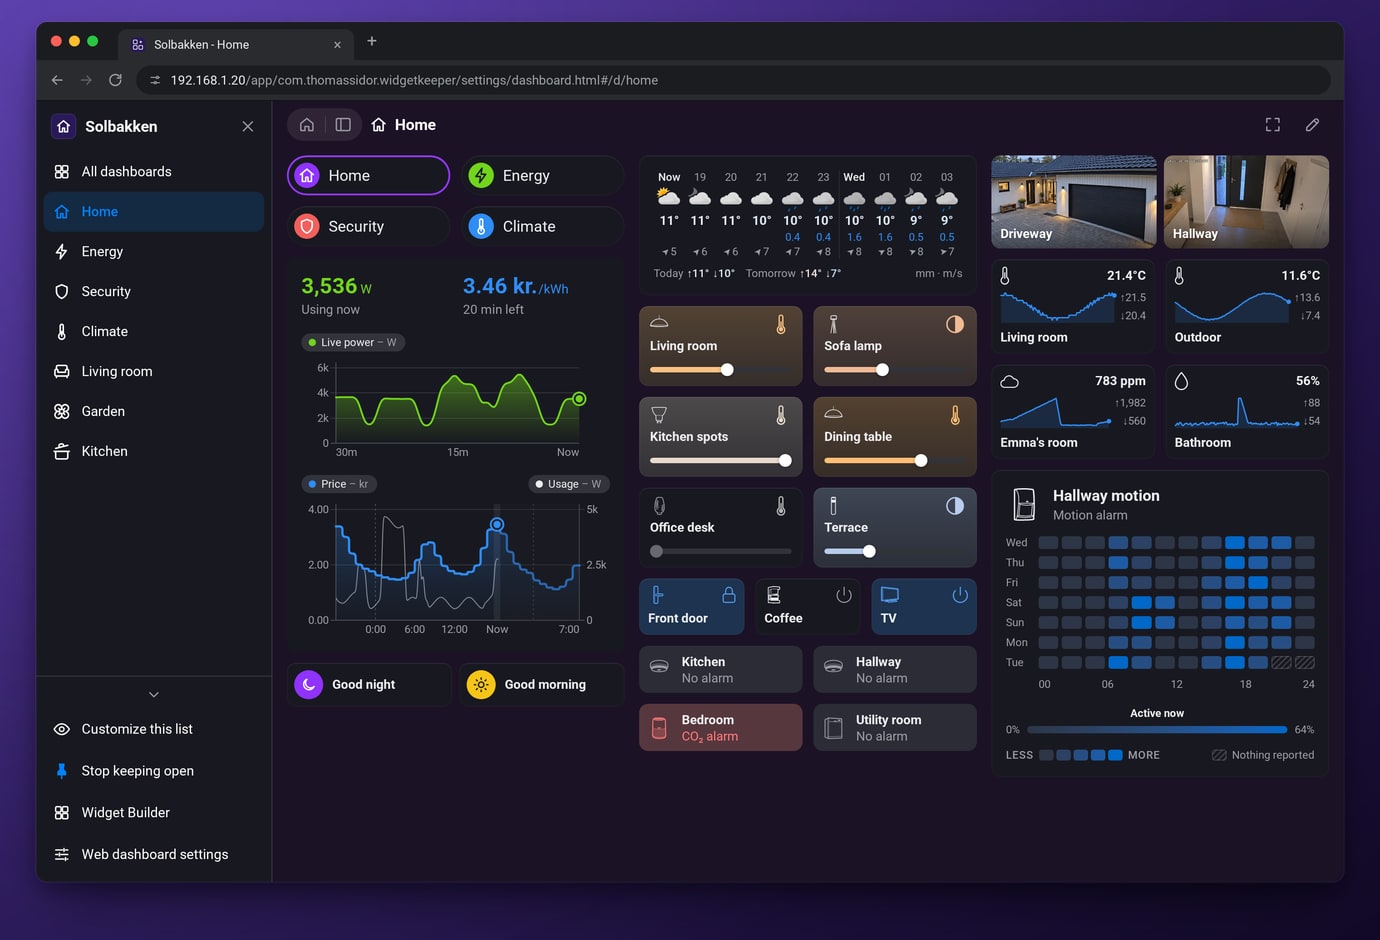 Solbakken - Home
192.168.1.20/app/com.thomassidor.widgetkeeper/settings/dashboard.html#/d/home
Solbakken
All dashboards
Home
Energy
Security
Climate
Living room
Garden
Kitchen
Customize this list
Stop keeping open
Widget Builder
Web dashboard settings
Home
Home
Energy
Security
Climate
3,536 W
Using now
3.46 kr./kWh
20 min left
Live power – W
6k
4k
2k
0
30m 15m Now
Price – kr
Usage – W
4.00 5k
2.00 2.5k
0.00 0
0:00 6:00 12:00 Now 7:00
Good night
Good morning
Now 19 20 21 22 23 Wed 01 02 03
11° 11° 11° 10° 10° 10° 10° 10° 9° 9°
0.4 0.4 1.6 1.6 0.5 0.5
5 6 6 7 7 8 8 8 8 7
Today ↑11° ↓10° Tomorrow ↑14° ↓7° mm · m/s
Living room
Sofa lamp
Kitchen spots
Dining table
Office desk
Terrace
Front door
Coffee
TV
Kitchen
No alarm
Hallway
No alarm
Bedroom
CO₂ alarm
Utility room
No alarm
Driveway
Hallway
21.4°C
↑21.5
↓20.4
Living room
11.6°C
↑13.6
↓7.4
Outdoor
783 ppm
↑1,982
↓560
Emma's room
56%
↑88
↓54
Bathroom
Hallway motion
Motion alarm
Wed
Thu
Fri
Sat
Sun
Mon
Tue
00 06 12 18 24
Active now
0% 64%
LESS MORE
Nothing reported